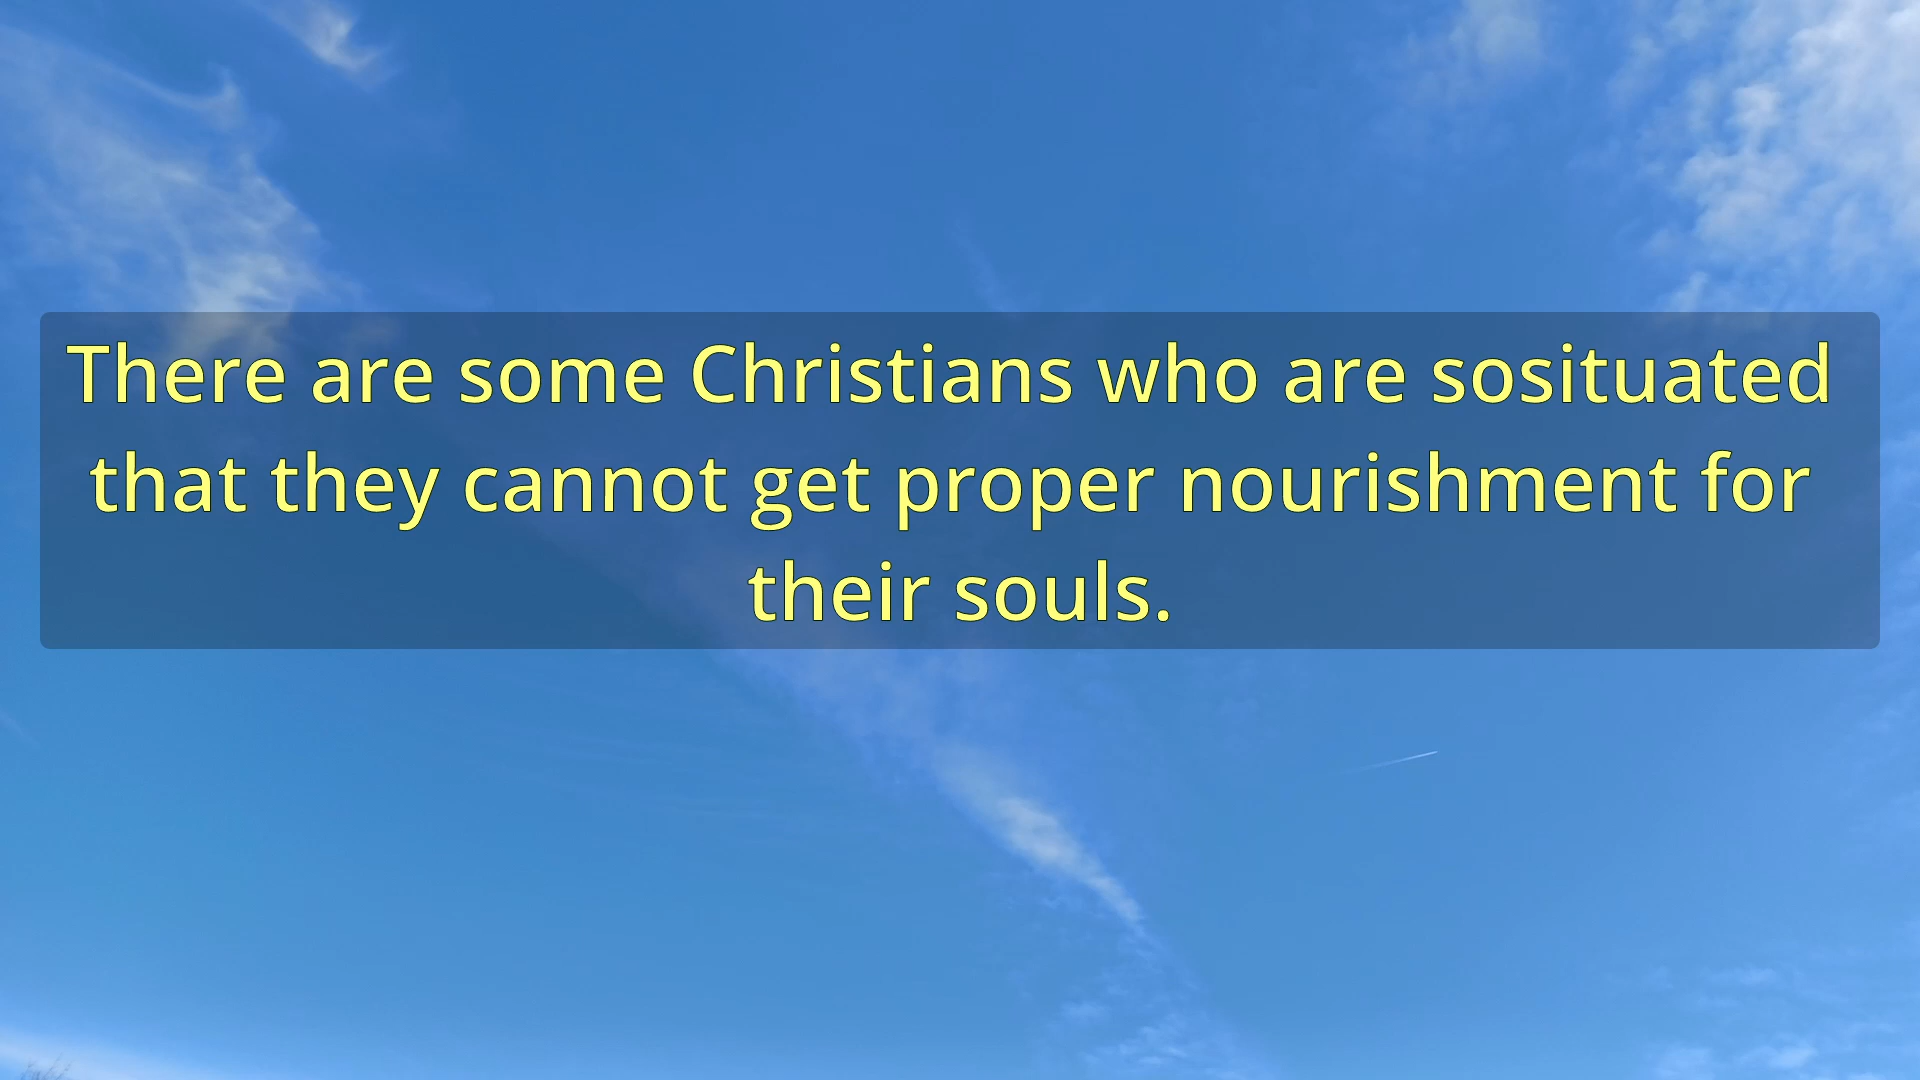 There are some Christians who are sosituated
that they cannot get proper nourishment for
their souls.